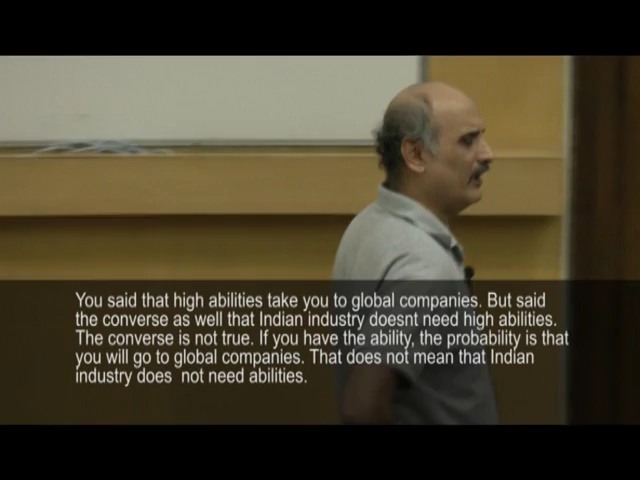 You said that high abilities take you to global companies. But said
the converse as well that Indian industry doesnt need high abilities.
The converse is not true. If you have the ability, the probability is that
you will go to global companies. That does not mean that Indian
industry does  not need abilities.